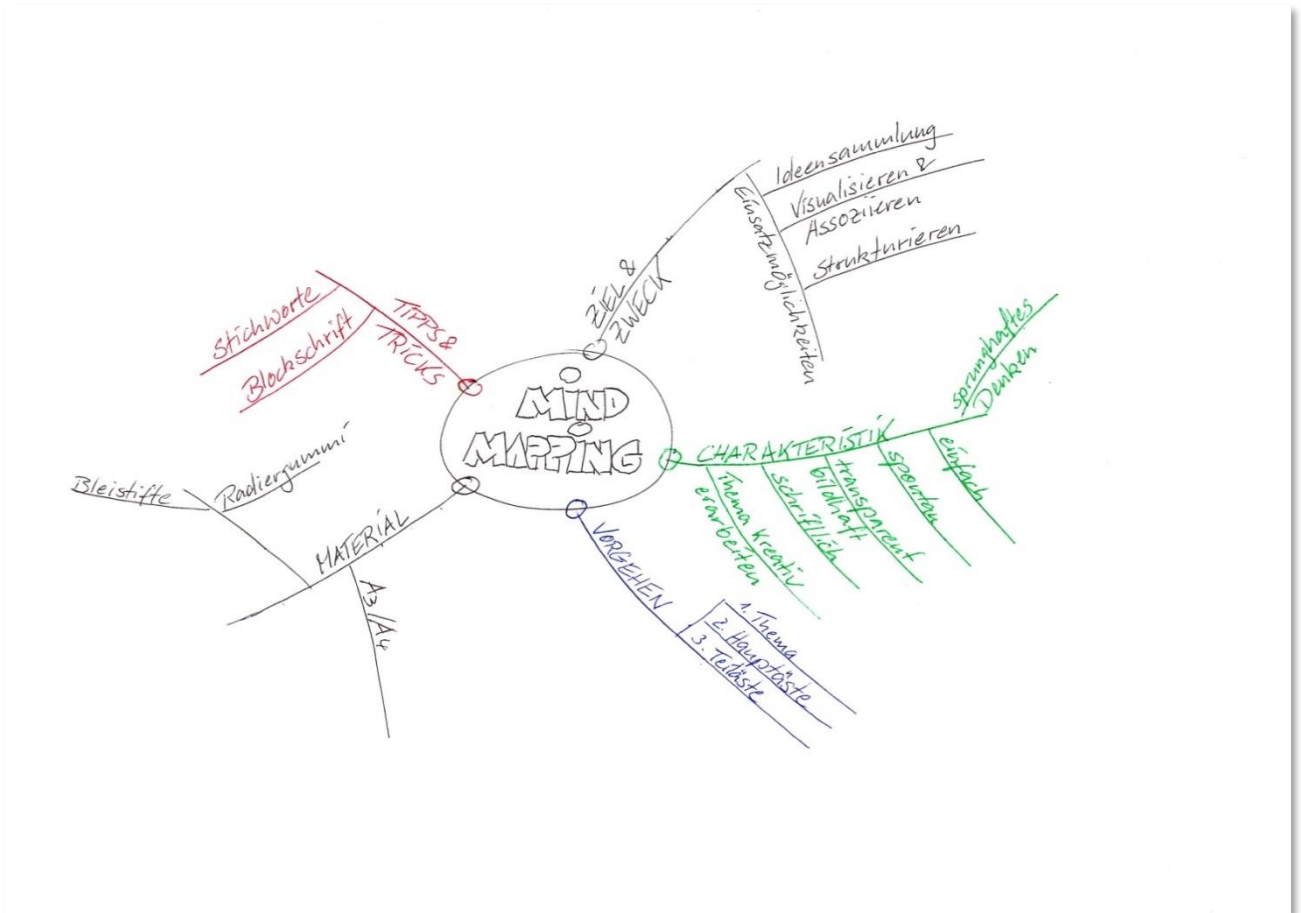 MIND
MAPPING
ZIEL &
ZWECK
Einsatzmöglichkeiten
Ideensammlung
Visualisieren &
Assoziieren
Strukturieren
CHARAKTERISTIK
Thema kreativ
erarbeiten
schriftlich
transparent
bildhaft
spontan
einfach
sprunghaftes
Denken
VORGEHEN
1. Thema
2. Hauptäste
3. Teiläste
MATERIAL
A3/A4
Radiergummi
Bleistifte
TIPPS &
TRICKS
Stichworte
Blockschrift